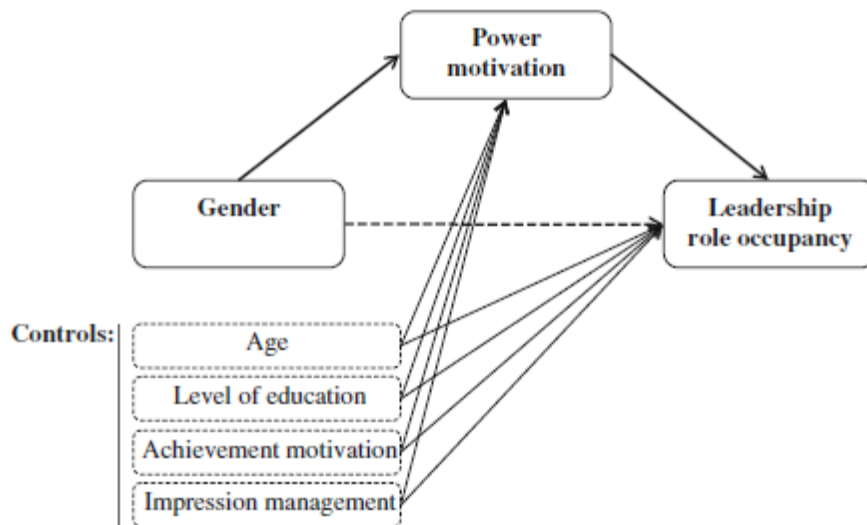 Power
motivation
Gender
Leadership
role occupancy
Controls:
Age
Level of education
Achievement motivation
Impression management